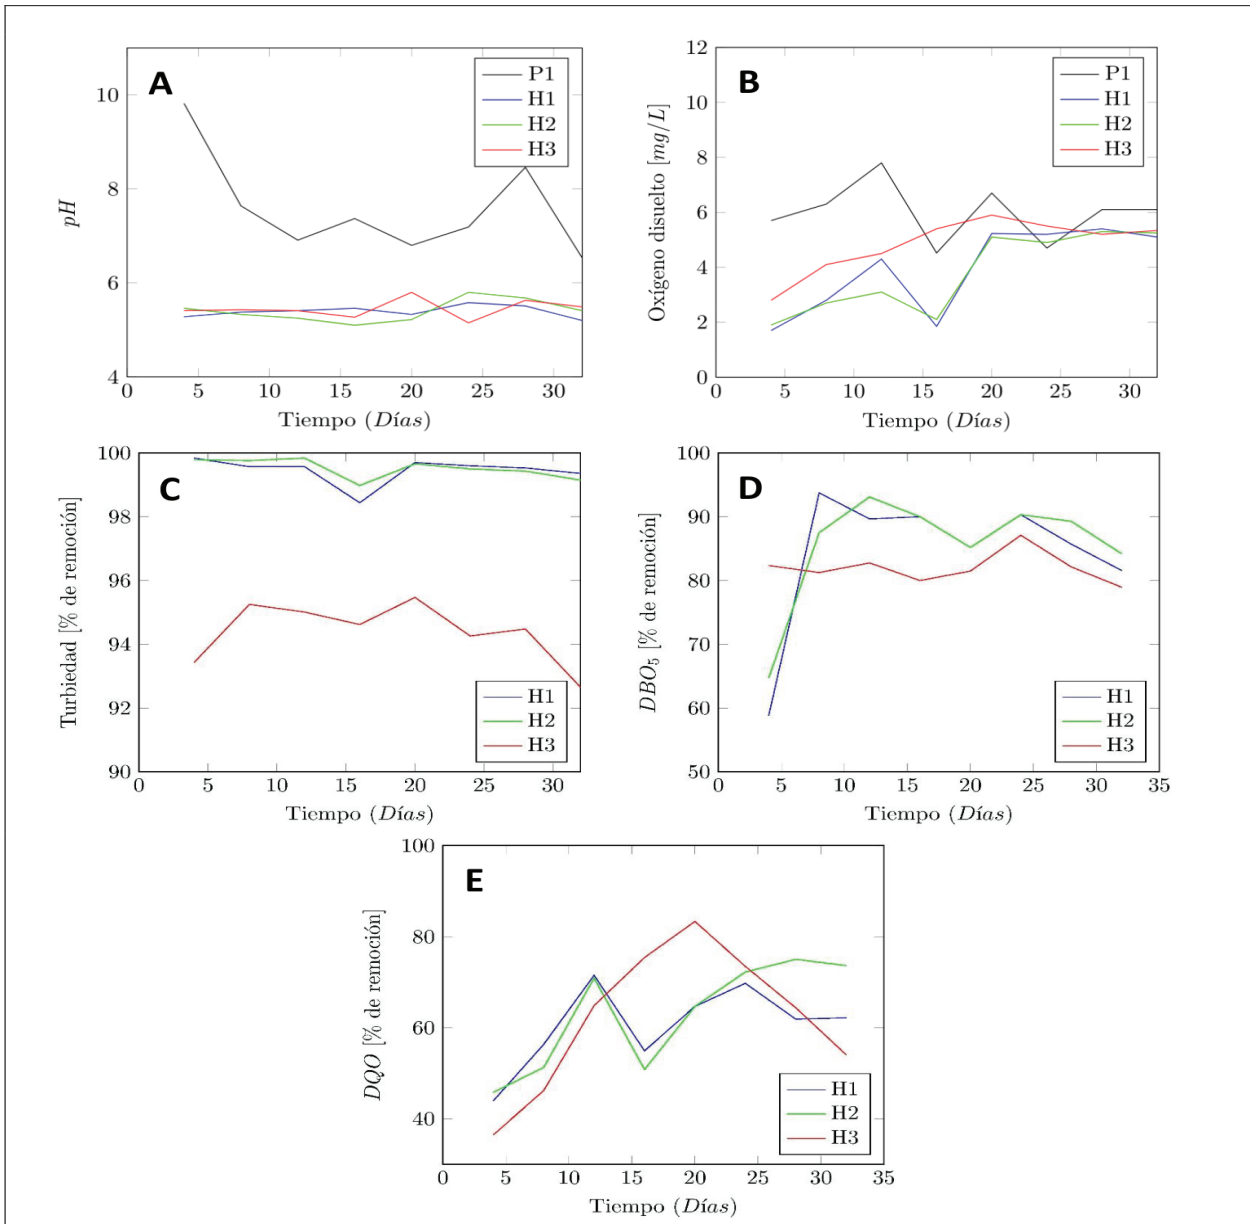 A
pH
10
8
6
4
0 5 10 15 20 25 30
Tiempo (Días)
P1
H1
H2
H3
B
Oxígeno disuelto [mg/L]
12
10
8
6
4
2
0
0 5 10 15 20 25 30
Tiempo (Días)
P1
H1
H2
H3
C
Turbiedad [% de remoción]
100
98
96
94
92
90
0 5 10 15 20 25 30
Tiempo (Días)
H1
H2
H3
D
DBO₅ [% de remoción]
100
90
80
70
60
50
0 5 10 15 20 25 30 35
Tiempo (Días)
H1
H2
H3
E
DQO [% de remoción]
100
80
60
40
0 5 10 15 20 25 30 35
Tiempo (Días)
H1
H2
H3